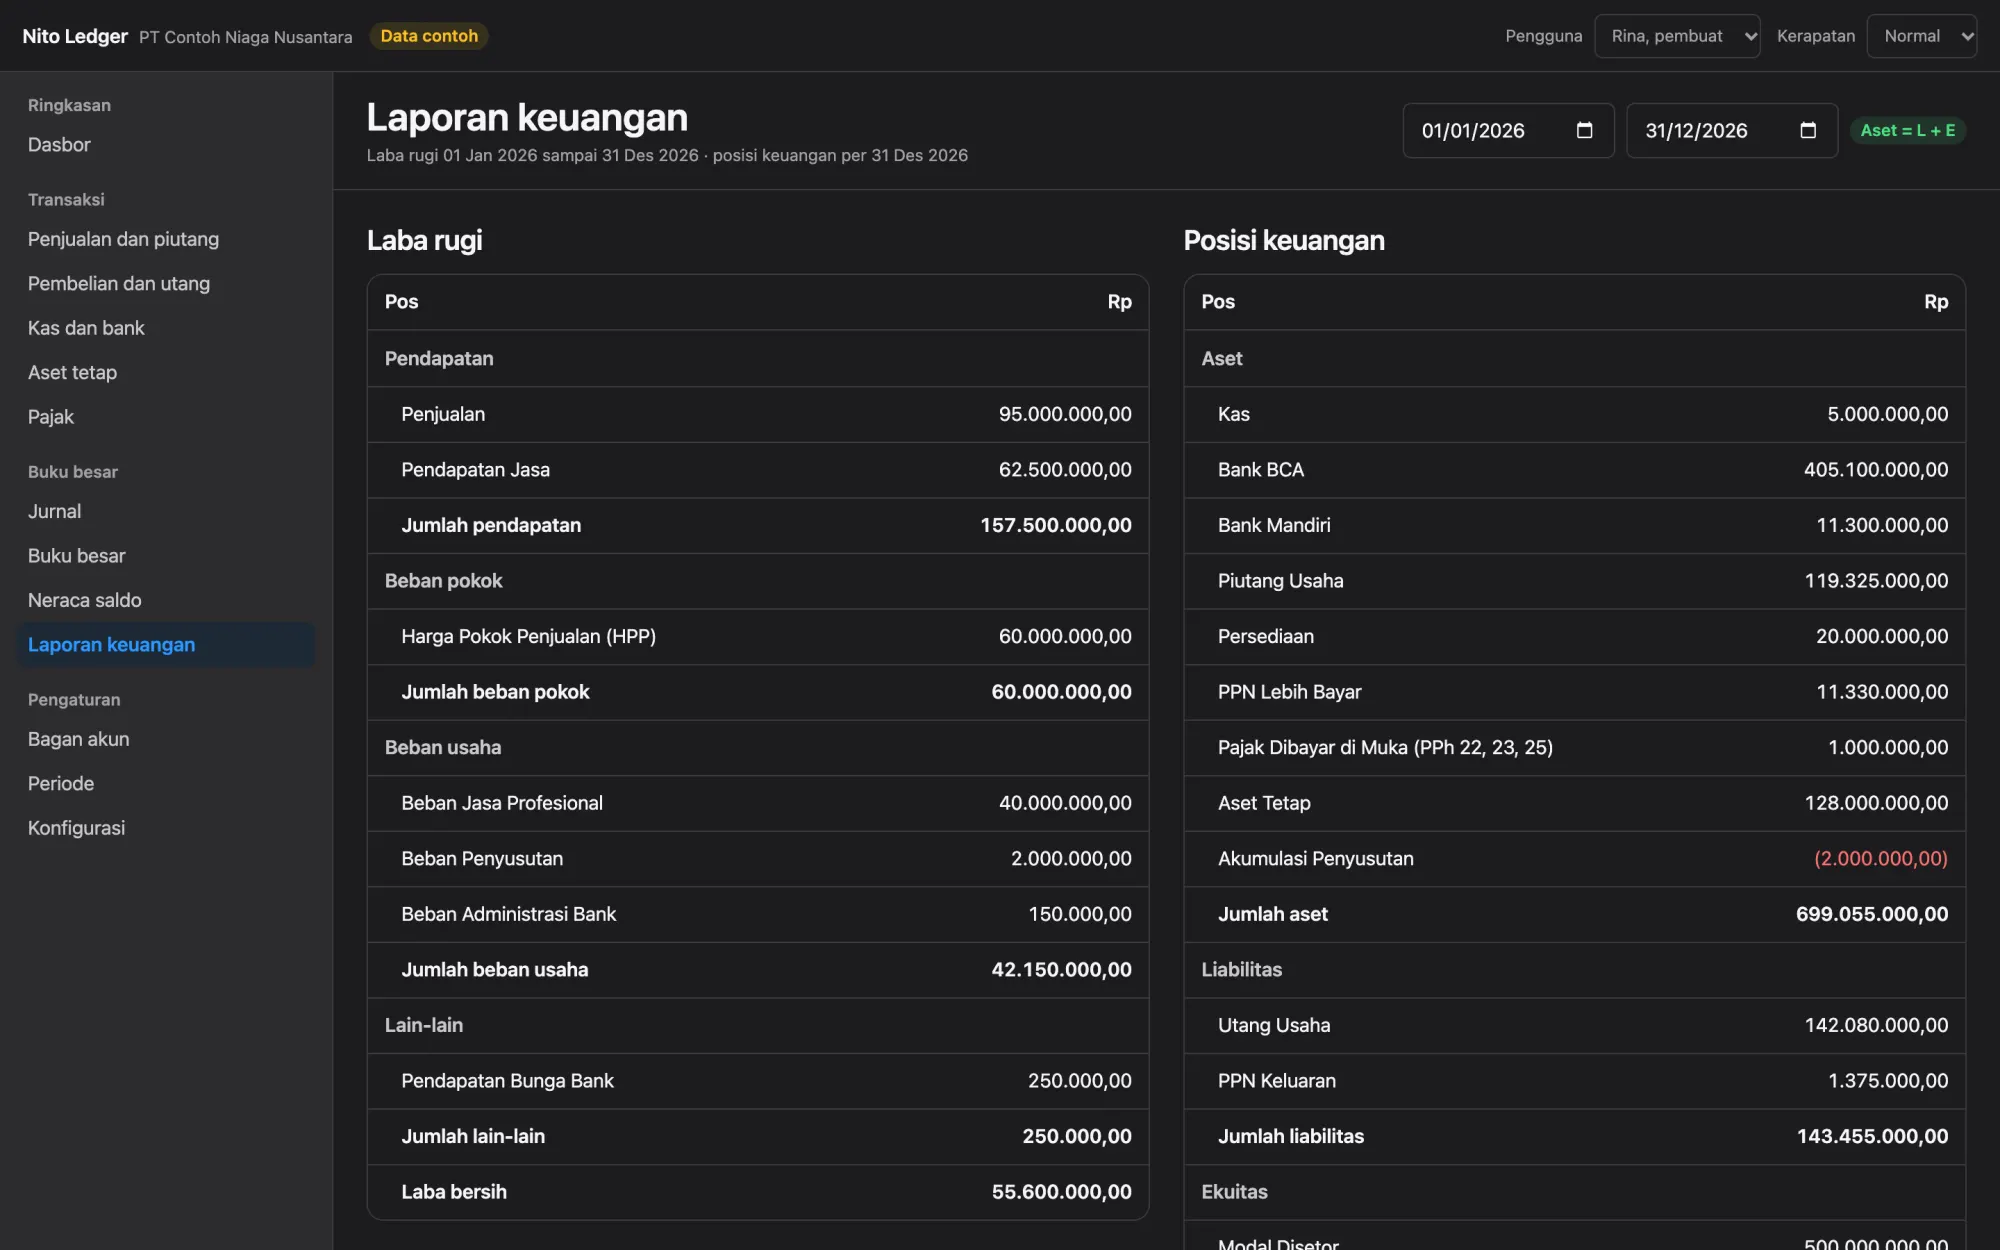 Nito Ledger PT Contoh Niaga Nusantara Data contoh Pengguna Rina, pembuat Kerapatan Normal
Ringkasan
Dasbor
Transaksi
Penjualan dan piutang
Pembelian dan utang
Kas dan bank
Aset tetap
Pajak
Buku besar
Jurnal
Buku besar
Neraca saldo
Laporan keuangan
Pengaturan
Bagan akun
Periode
Konfigurasi
Laporan keuangan
Laba rugi 01 Jan 2026 sampai 31 Des 2026 · posisi keuangan per 31 Des 2026
01/01/2026 31/12/2026 Aset = L + E
Laba rugi
Pos Rp
Pendapatan
Penjualan 95.000.000,00
Pendapatan Jasa 62.500.000,00
Jumlah pendapatan 157.500.000,00
Beban pokok
Harga Pokok Penjualan (HPP) 60.000.000,00
Jumlah beban pokok 60.000.000,00
Beban usaha
Beban Jasa Profesional 40.000.000,00
Beban Penyusutan 2.000.000,00
Beban Administrasi Bank 150.000,00
Jumlah beban usaha 42.150.000,00
Lain-lain
Pendapatan Bunga Bank 250.000,00
Jumlah lain-lain 250.000,00
Laba bersih 55.600.000,00
Posisi keuangan
Pos Rp
Aset
Kas 5.000.000,00
Bank BCA 405.100.000,00
Bank Mandiri 11.300.000,00
Piutang Usaha 119.325.000,00
Persediaan 20.000.000,00
PPN Lebih Bayar 11.330.000,00
Pajak Dibayar di Muka (PPh 22, 23, 25) 1.000.000,00
Aset Tetap 128.000.000,00
Akumulasi Penyusutan (2.000.000,00)
Jumlah aset 699.055.000,00
Liabilitas
Utang Usaha 142.080.000,00
PPN Keluaran 1.375.000,00
Jumlah liabilitas 143.455.000,00
Ekuitas
Modal Disetor 500.000.000,00